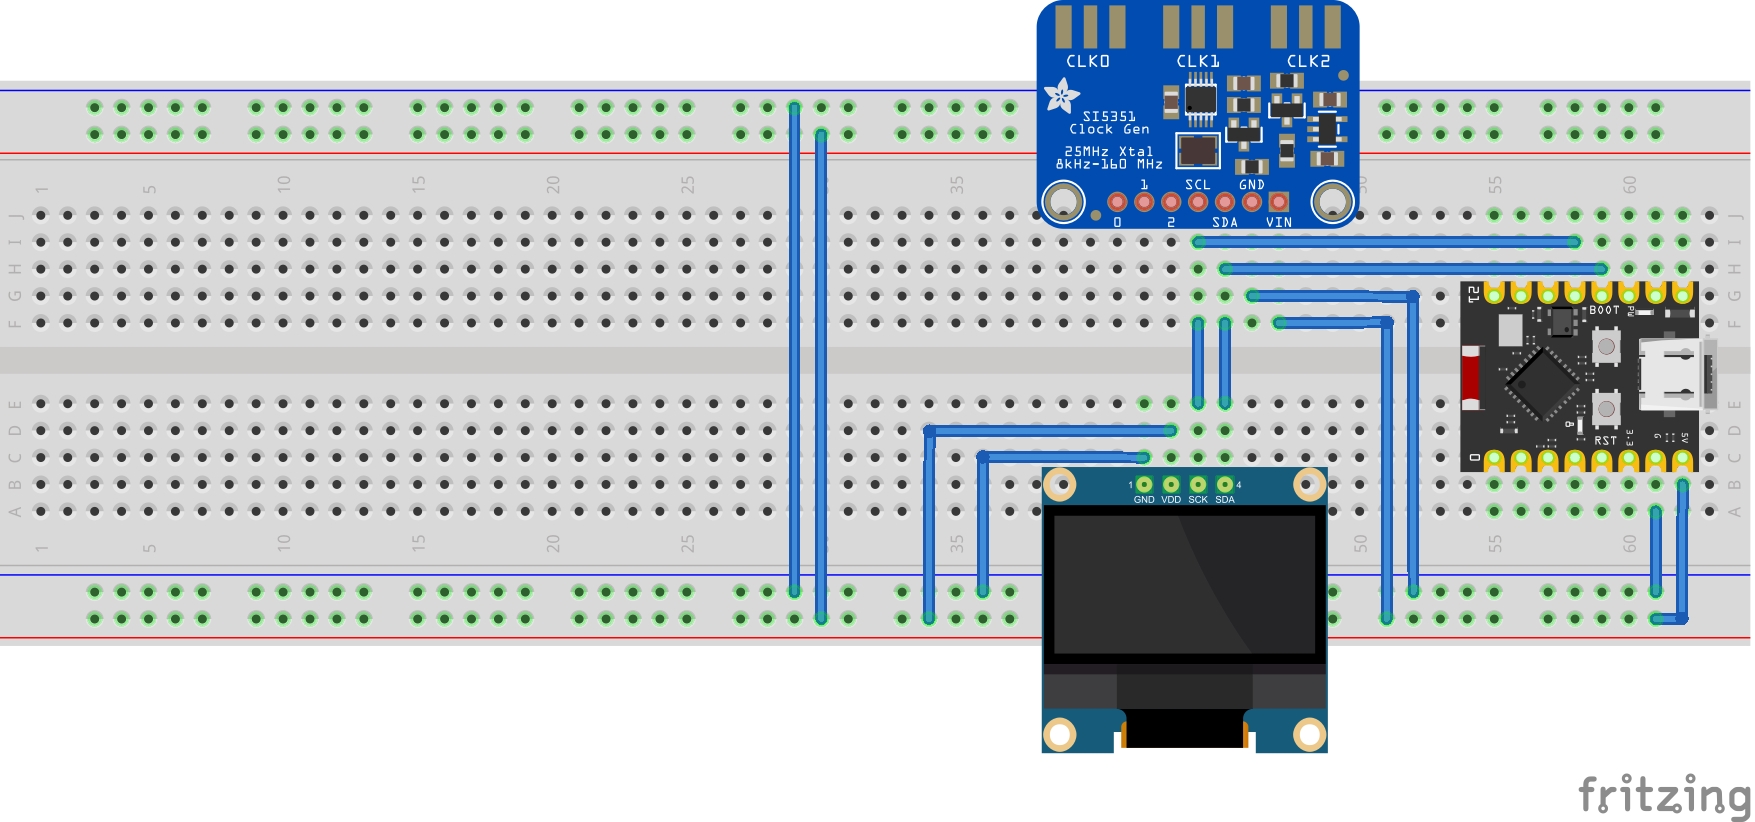 CLK0 CLK1 CLK2
SI5351
Clock Gen
25MHz Xtal
8kHz-160 MHz
1 SCL GND
0 2 SDA VIN
1 5 10 15 20 25 35 50 55 60
J J
I I
H H
G G
F F
21
BOOT
RST
3.3
G
5V
0
E E
D D
C C
B B
A A
1 4
GND VDD SCK SDA
1 5 10 15 20 25 35 50 55 60
fritzing